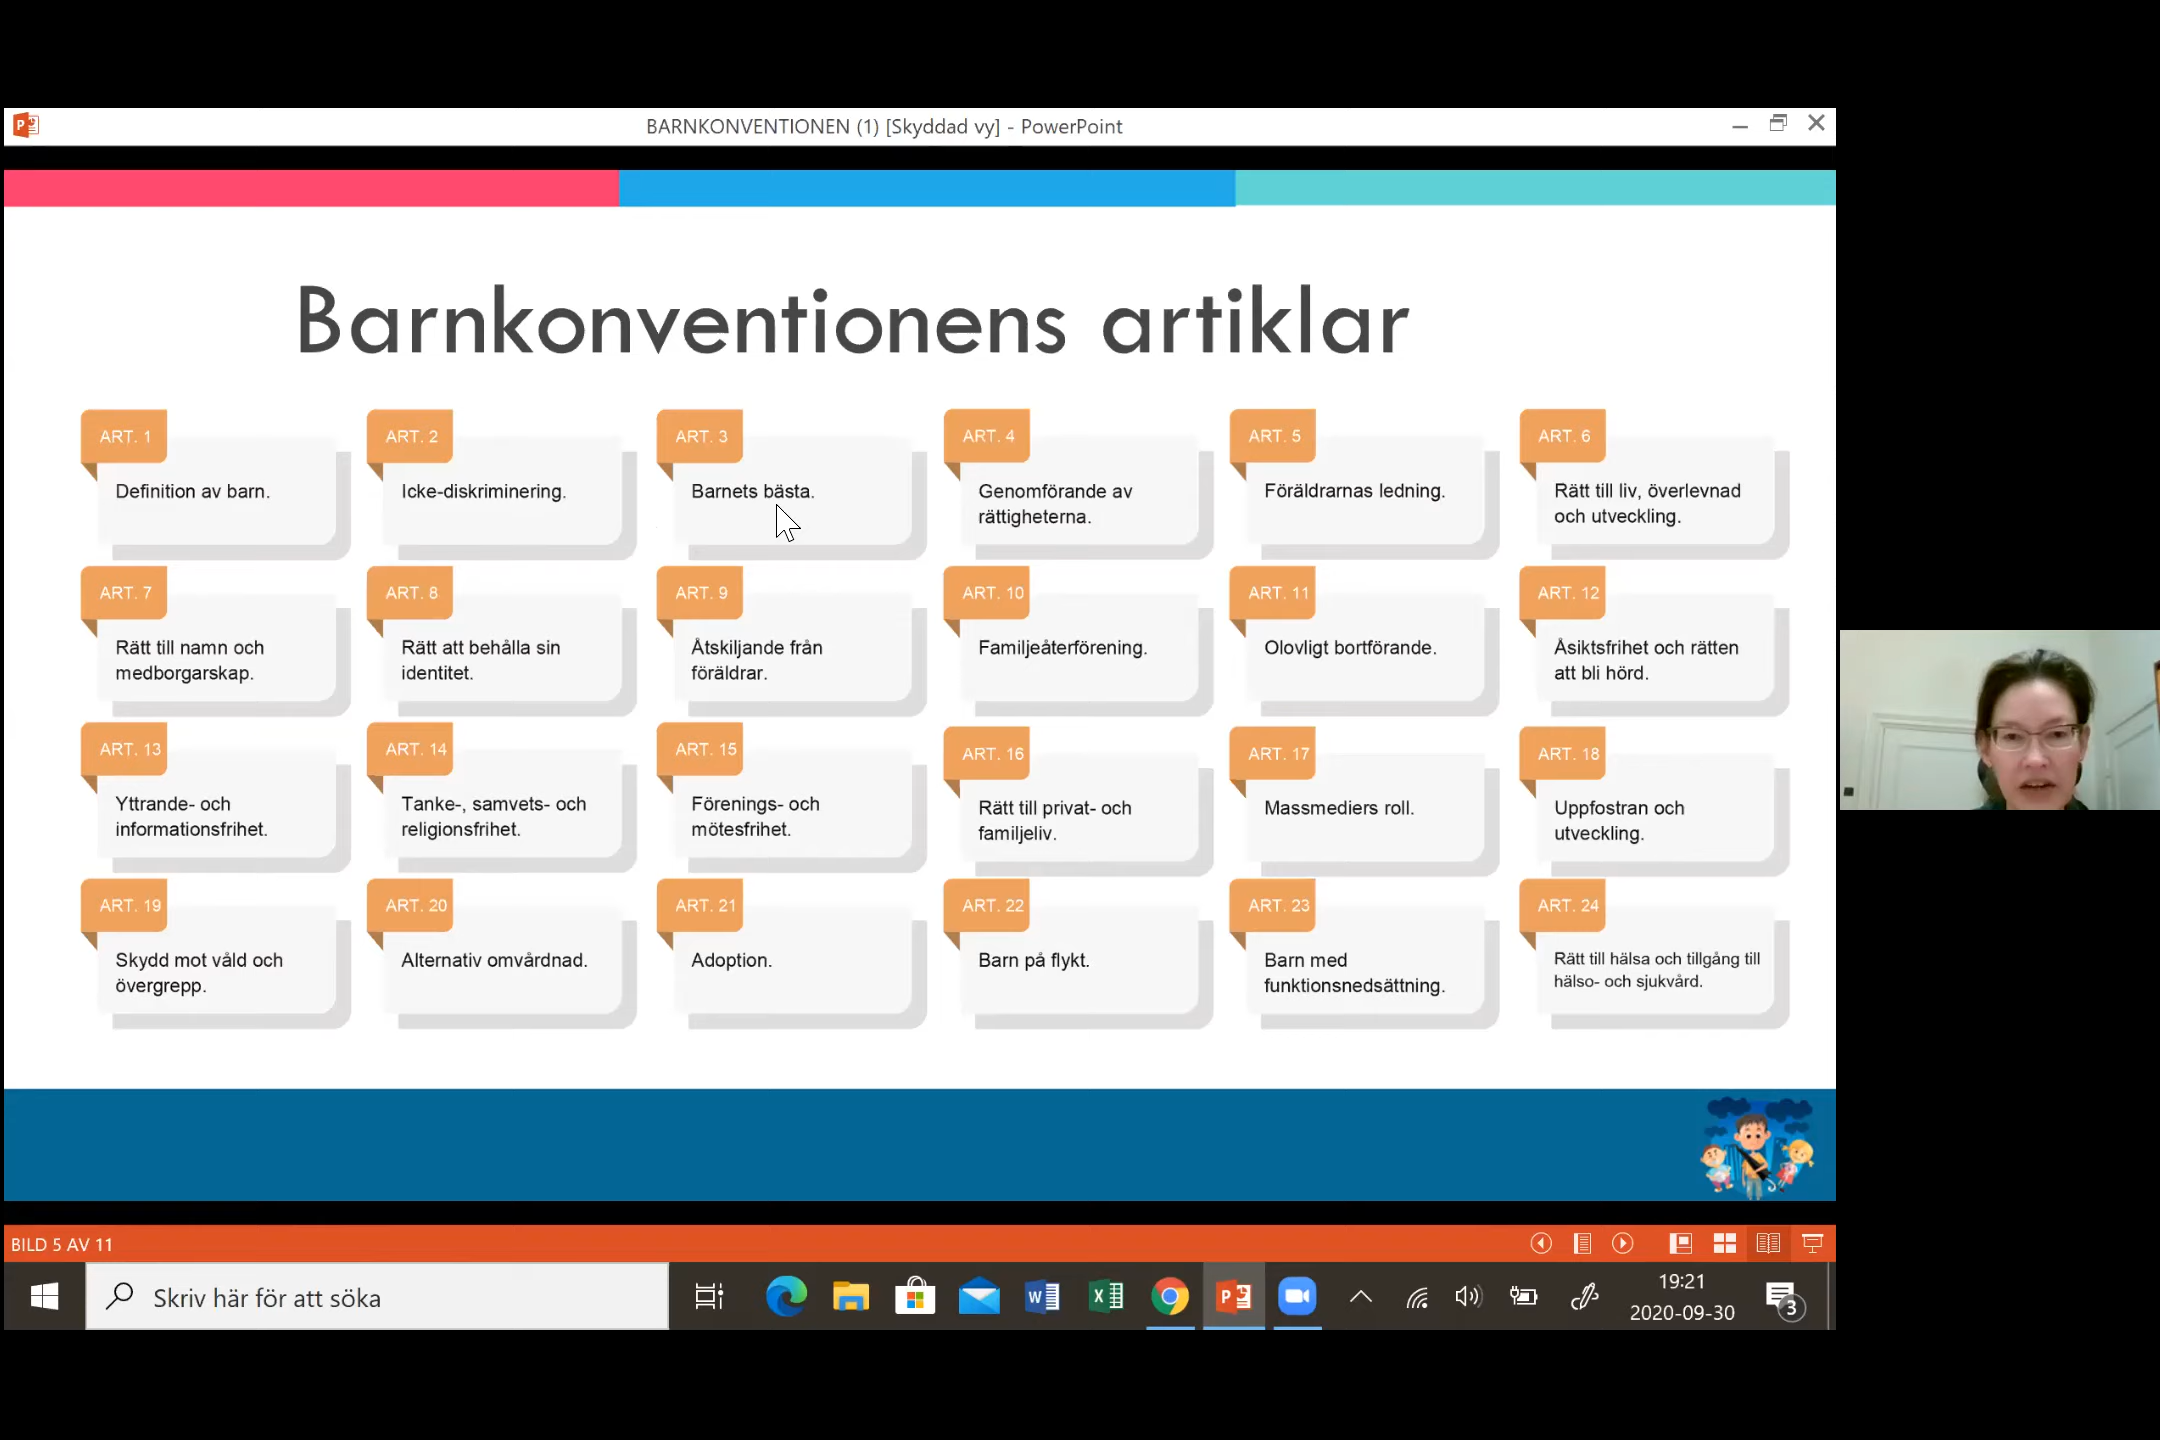 BARNKONVENTIONEN (1) [Skyddad vy] - PowerPoint
Barnkonventionens artiklar
ART. 1
Definition av barn.
ART. 2
Icke-diskriminering.
ART. 3
Barnets bästa.
ART. 4
Genomförande av
rättigheterna.
ART. 5
Föräldrarnas ledning.
ART. 6
Rätt till liv, överlevnad
och utveckling.
ART. 7
Rätt till namn och
medborgarskap.
ART. 8
Rätt att behålla sin
identitet.
ART. 9
Åtskiljande från
föräldrar.
ART. 10
Familjeåterförening.
ART. 11
Olovligt bortförande.
ART. 12
Åsiktsfrihet och rätten
att bli hörd.
ART. 13
Yttrande- och
informationsfrihet.
ART. 14
Tanke-, samvets- och
religionsfrihet.
ART. 15
Förenings- och
mötesfrihet.
ART. 16
Rätt till privat- och
familjeliv.
ART. 17
Massmediers roll.
ART. 18
Uppfostran och
utveckling.
ART. 19
Skydd mot våld och
övergrepp.
ART. 20
Alternativ omvårdnad.
ART. 21
Adoption.
ART. 22
Barn på flykt.
ART. 23
Barn med
funktionsnedsättning.
ART. 24
Rätt till hälsa och tillgång till
hälso- och sjukvård.
BILD 5 AV 11
Skriv här för att söka
19:21
2020-09-30
3